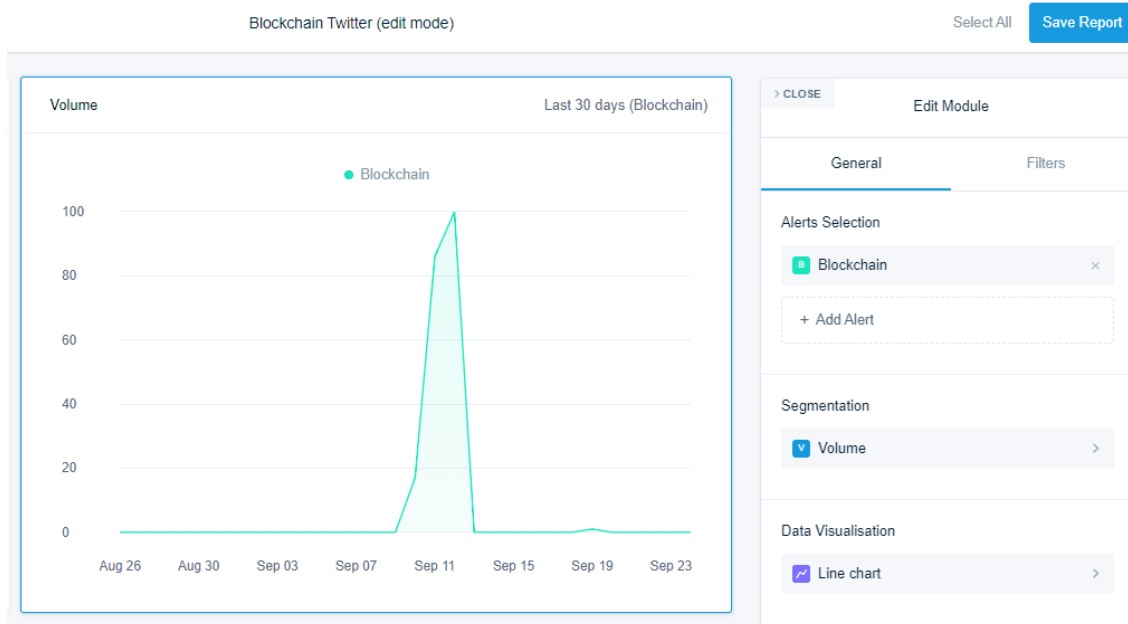 Blockchain Twitter (edit mode)
Select All
Save Report
Volume
Last 30 days (Blockchain)
Blockchain
100
80
60
40
20
0
Aug 26 Aug 30 Sep 03 Sep 07 Sep 11 Sep 15 Sep 19 Sep 23
> CLOSE
Edit Module
General
Filters
Alerts Selection
B Blockchain ×
+ Add Alert
Segmentation
V Volume >
Data Visualisation
Line chart >